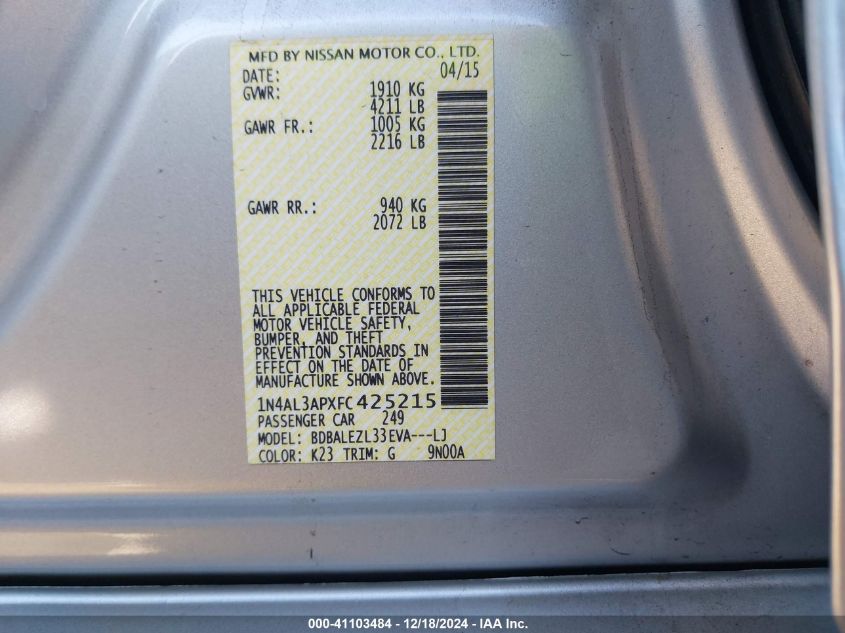 MFD BY NISSAN MOTOR CO., LTD.
DATE: 04/15
GVWR: 1910 KG
4211 LB
GAWR FR.: 1005 KG
2216 LB
GAWR RR.: 940 KG
2072 LB
THIS VEHICLE CONFORMS TO
ALL APPLICABLE FEDERAL
MOTOR VEHICLE SAFETY,
BUMPER, AND THEFT
PREVENTION STANDARDS IN
EFFECT ON THE DATE OF
MANUFACTURE SHOWN ABOVE.
1N4AL3APXFC425215
PASSENGER CAR 249
MODEL: BDBALEZL33EVA---LJ
COLOR: K23 TRIM: G 9N00A
000-41103484 - 12/18/2024 - IAA Inc.